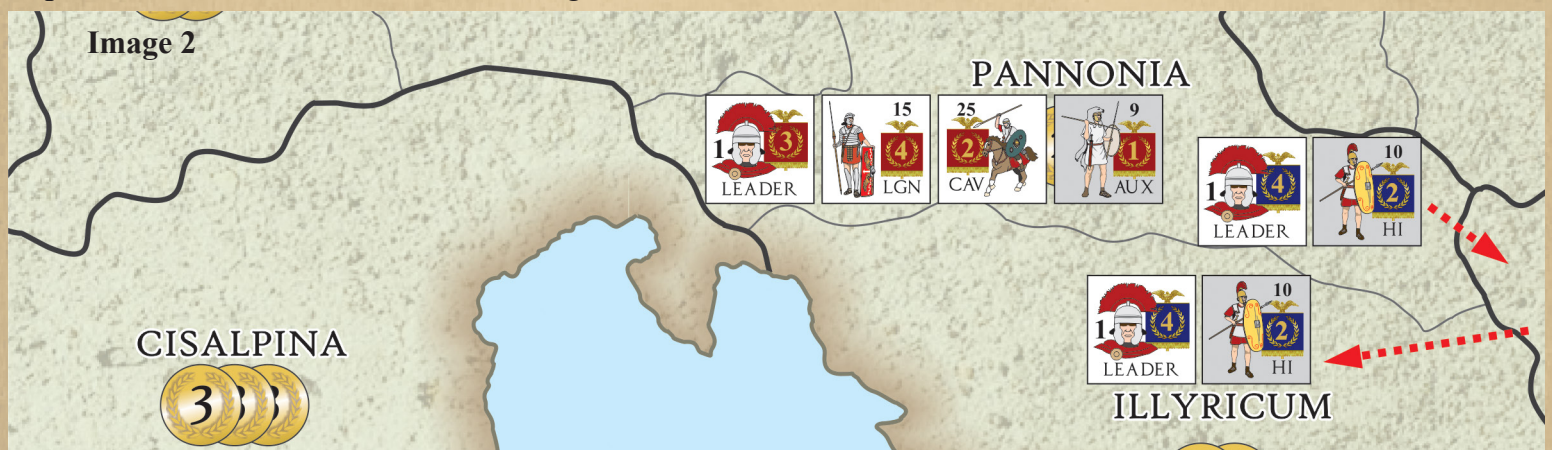 Image 2
PANNONIA
1 3 LEADER
15 4 LGN
25 2 CAV
9 1 AUX
1 4 LEADER
10 2 HI
1 4 LEADER
10 2 HI
CISALPINA
3
ILLYRICUM